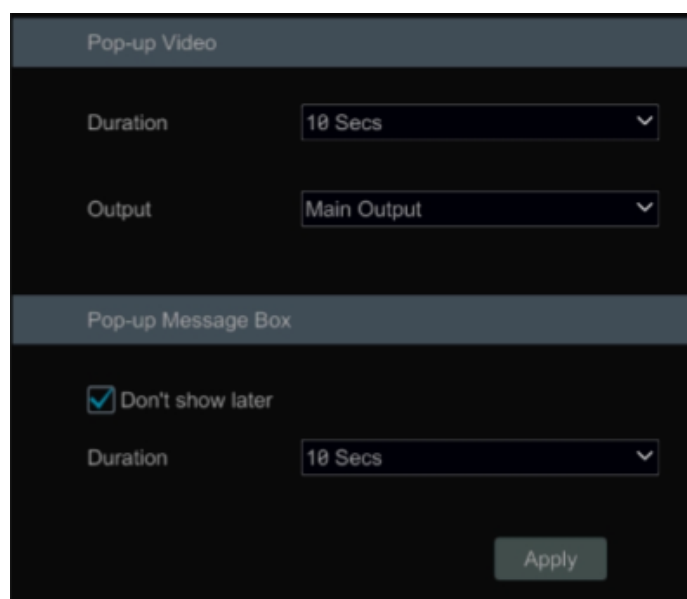 Pop-up Video
Duration 10 Secs
Output Main Output
Pop-up Message Box
Don't show later
Duration 10 Secs
Apply